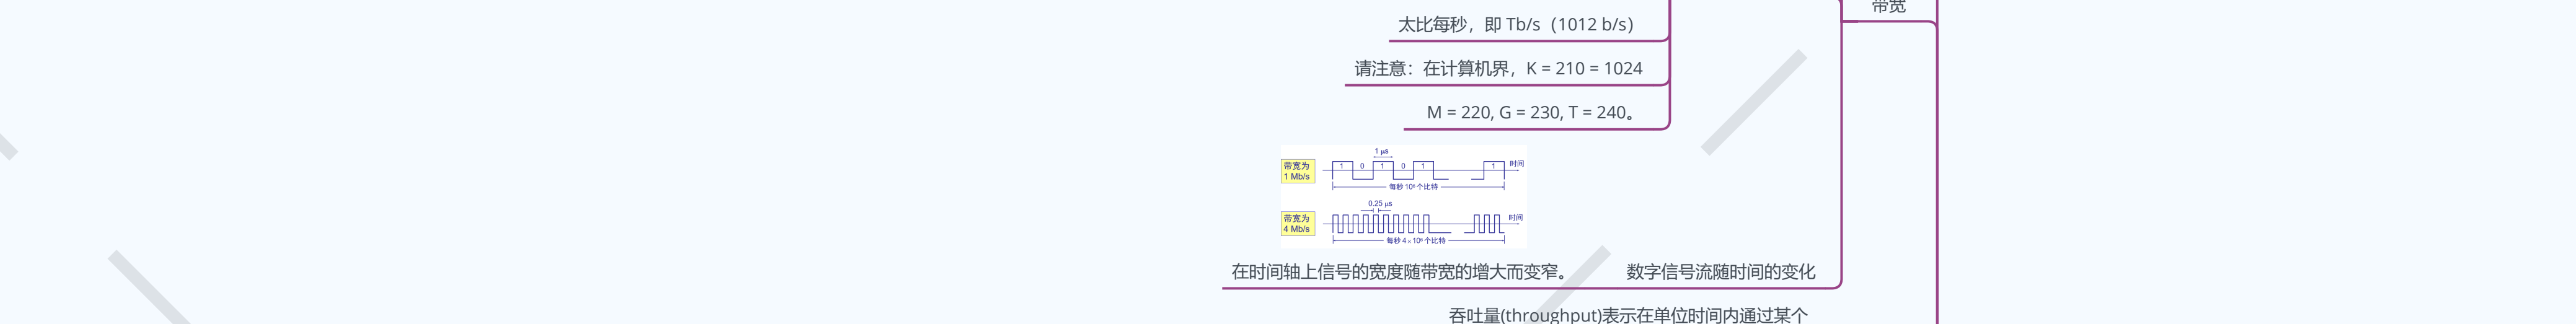 带宽
太比每秒，即 Tb/s（1012 b/s）
请注意：在计算机界，K = 210 = 1024
M = 220, G = 230, T = 240。
1 μs
带宽为
1 Mb/s
1 0 1 0 1 1 时间
每秒 10⁶ 个比特
0.25 μs
带宽为
4 Mb/s
时间
每秒 4 × 10⁶ 个比特
在时间轴上信号的宽度随带宽的增大而变窄。 数字信号流随时间的变化
吞吐量(throughput)表示在单位时间内通过某个